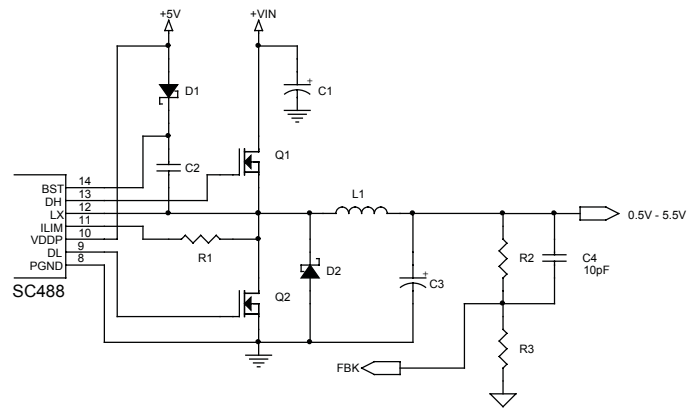 +5V
+VIN
D1
C1
Q1
C2
L1
BST 14
DH 13
LX 12
ILIM 11
VDDP 10
DL 9
PGND 8
SC488
R1
D2
C3
Q2
R2
C4
10pF
0.5V - 5.5V
R3
FBK
+
+